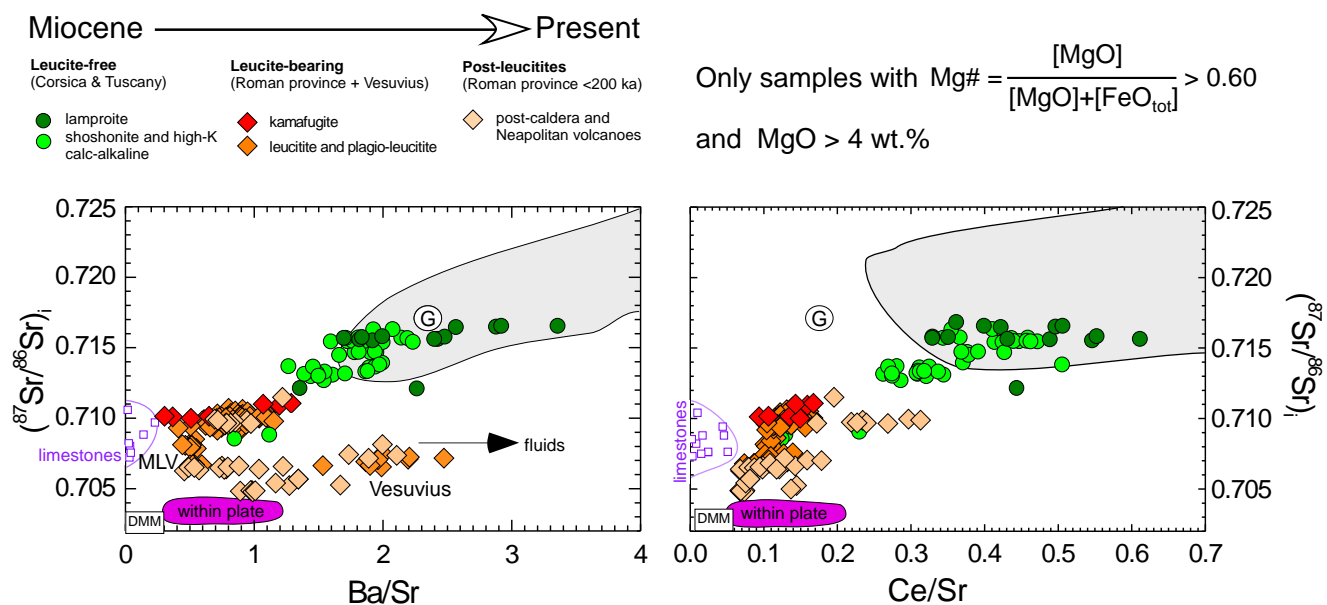 Miocene Present
Leucite-free
(Corsica & Tuscany)
lamproite
shoshonite and high-K
calc-alkaline
Leucite-bearing
(Roman province + Vesuvius)
kamafugite
leucitite and plagio-leucitite
Post-leucitites
(Roman province <200 ka)
post-caldera and
Neapolitan volcanoes
Only samples with Mg# = [MgO] / [MgO]+[FeOtot] > 0.60
and MgO > 4 wt.%
(87Sr/86Sr)i
0.725
0.720
0.715
0.710
0.705
G
limestones
MLV
fluids
Vesuvius
within plate
DMM
0 1 2 3 4
Ba/Sr
G
limestones
within plate
DMM
0.0 0.1 0.2 0.3 0.4 0.5 0.6 0.7
Ce/Sr
0.725
0.720
0.715
0.710
0.705
(87Sr/86Sr)i